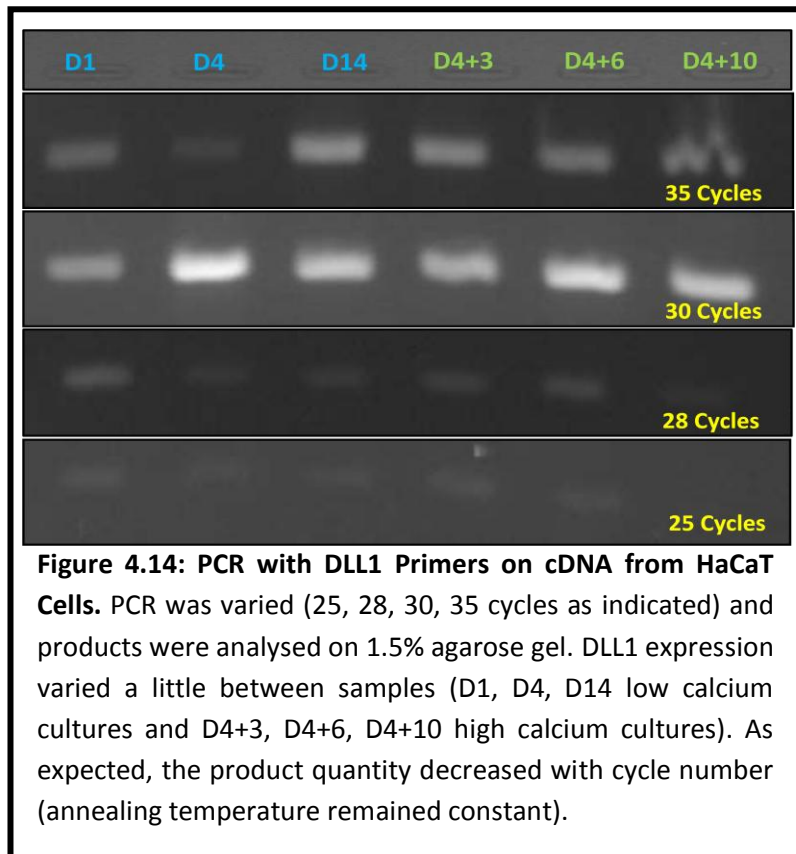 D1 D4 D14 D4+3 D4+6 D4+10
35 Cycles
30 Cycles
28 Cycles
25 Cycles
Figure 4.14: PCR with DLL1 Primers on cDNA from HaCaT
Cells. PCR was varied (25, 28, 30, 35 cycles as indicated) and
products were analysed on 1.5% agarose gel. DLL1 expression
varied a little between samples (D1, D4, D14 low calcium
cultures and D4+3, D4+6, D4+10 high calcium cultures). As
expected, the product quantity decreased with cycle number
(annealing temperature remained constant).